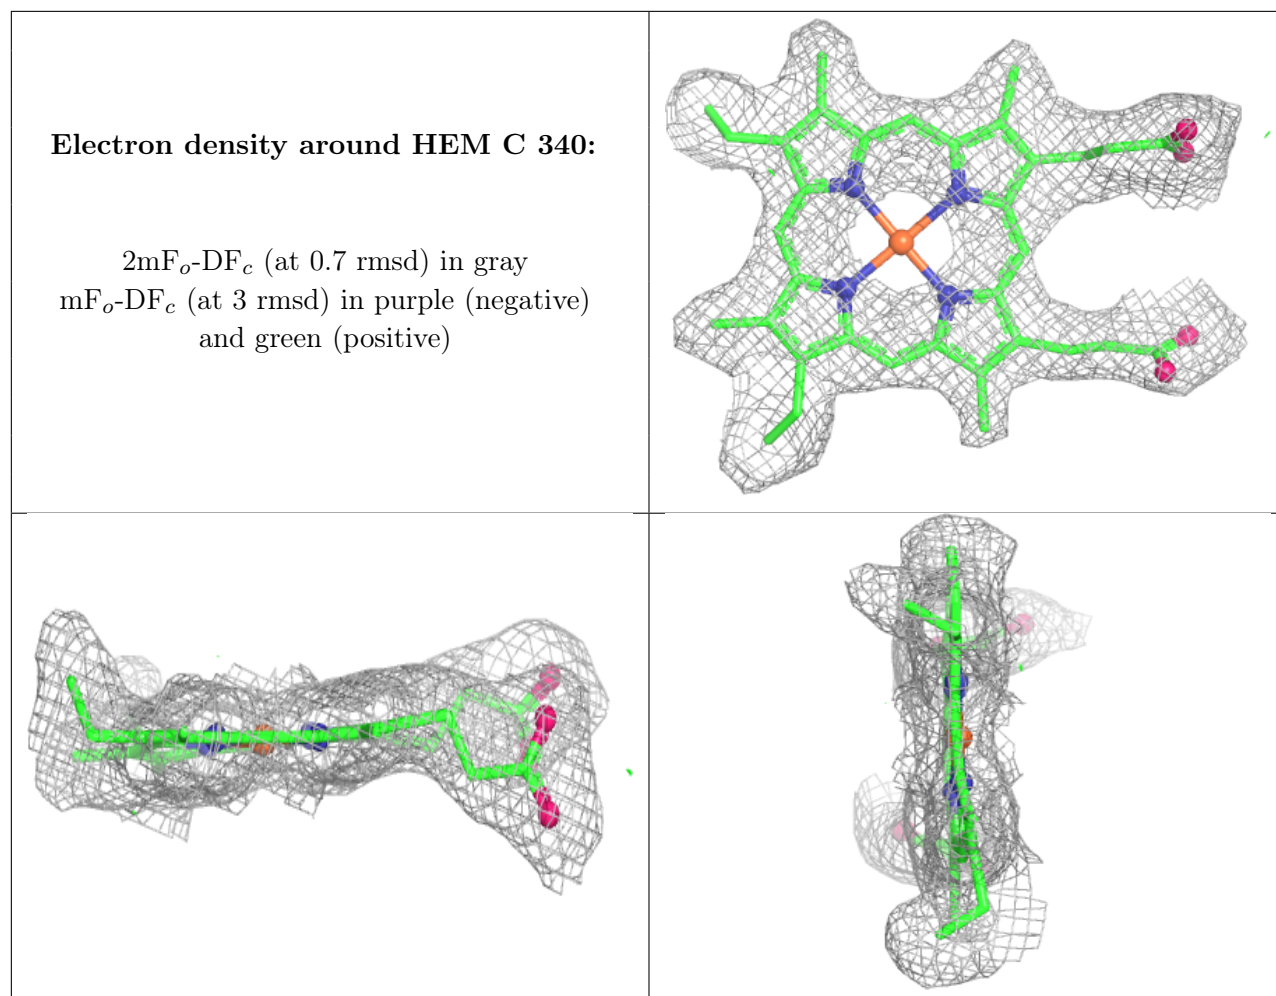 Electron density around HEM C 340:
2mFo-DFc (at 0.7 rmsd) in gray
mFo-DFc (at 3 rmsd) in purple (negative)
and green (positive)